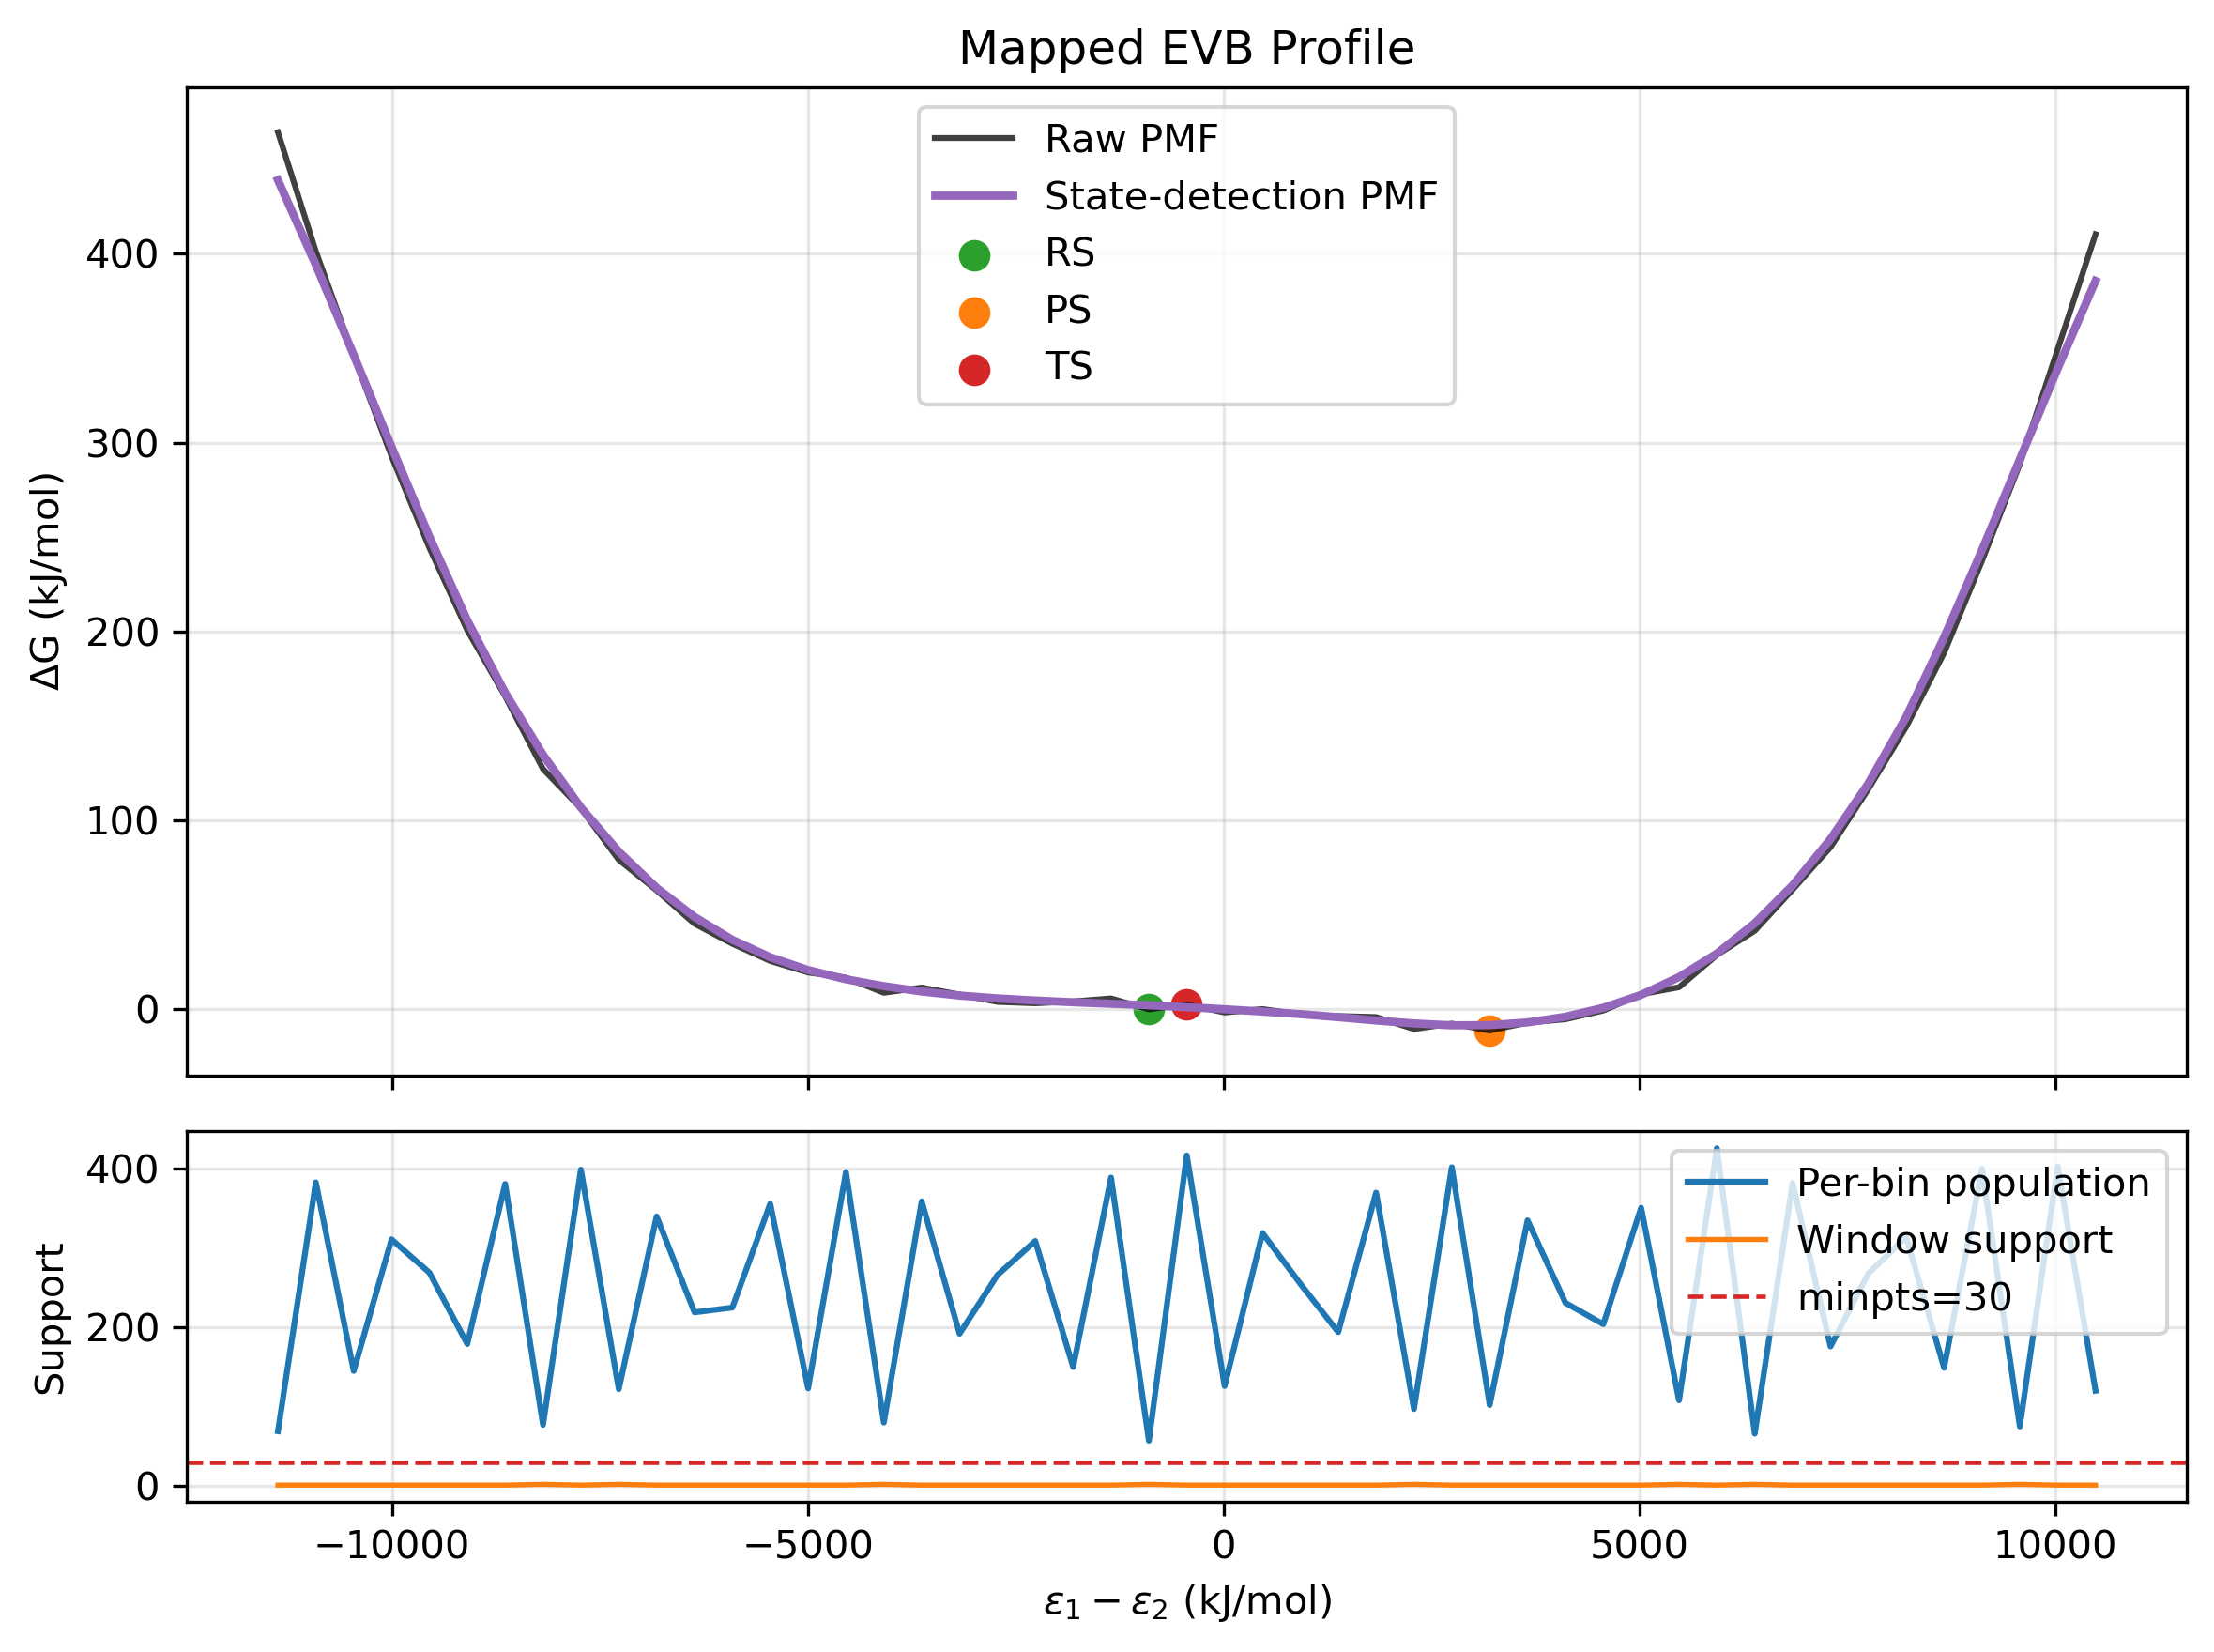 Mapped EVB Profile
Raw PMF
State-detection PMF
RS
PS
TS
ΔG (kJ/mol)
400
300
200
100
0
Per-bin population
Window support
minpts=30
Support
400
200
0
−10000 −5000 0 5000 10000
ε₁ − ε₂ (kJ/mol)